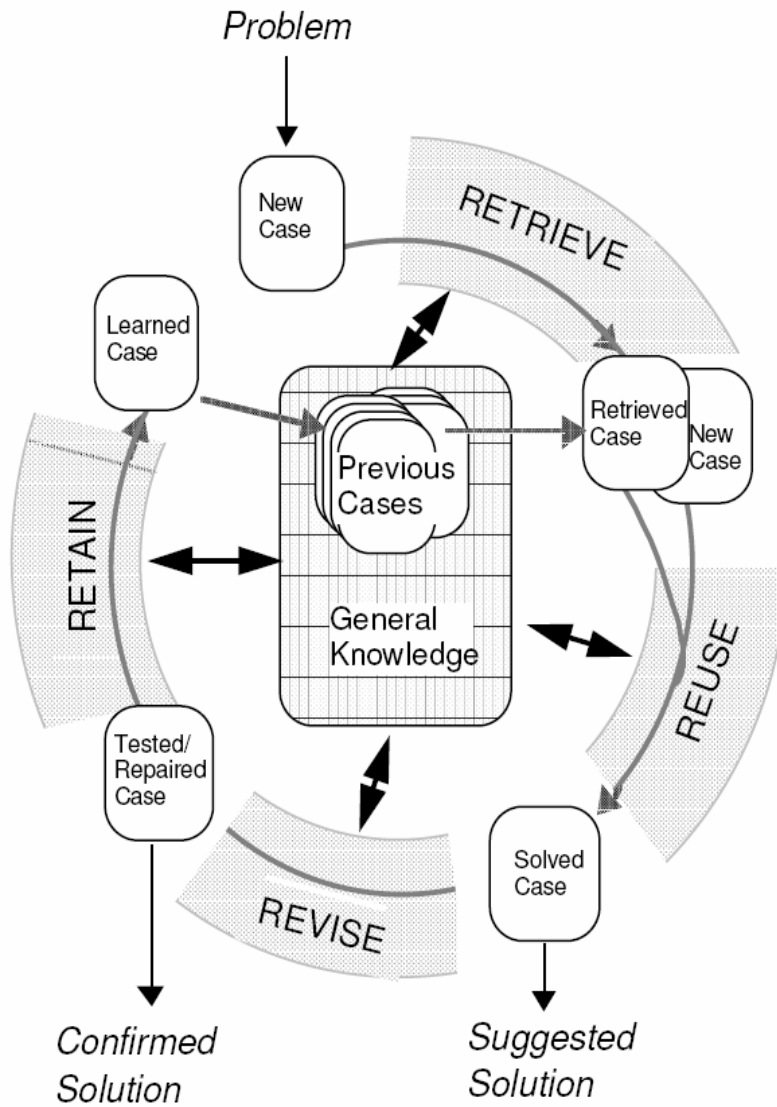 Problem
New
Case
RETRIEVE
Learned
Case
Retrieved
Case
New
Case
Previous
Cases
RETAIN
General
Knowledge
REUSE
Tested/
Repaired
Case
Solved
Case
REVISE
Confirmed
Solution
Suggested
Solution